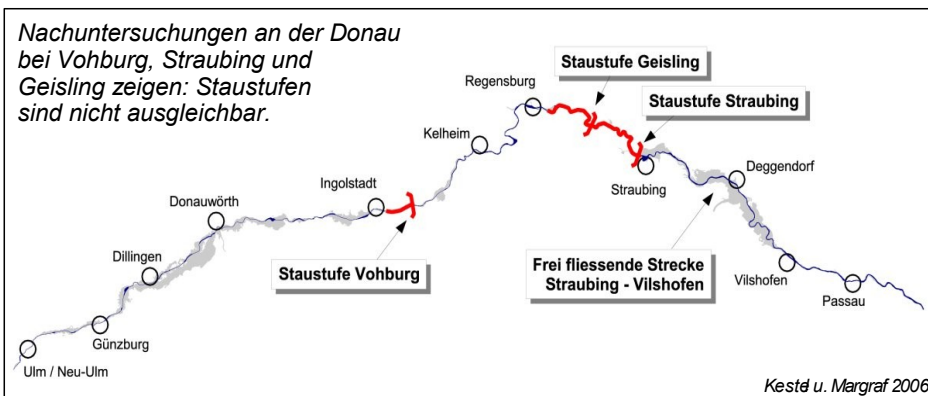 Nachuntersuchungen an der Donau
bei Vohburg, Straubing und
Geisling zeigen: Staustufen
sind nicht ausgleichbar.
Staustufe Geisling
Regensburg
Staustufe Straubing
Kelheim
Deggendorf
Ingolstadt
Straubing
Donauwörth
Dillingen
Staustufe Vohburg
Frei fliessende Strecke
Straubing - Vilshofen
Vilshofen
Passau
Günzburg
Ulm / Neu-Ulm
Kestel u. Margraf 2006